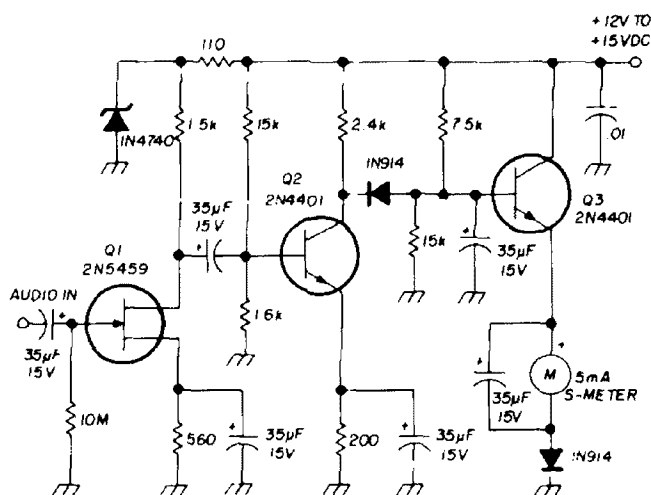 +12V TO
+15VDC
110
1N4740
1.5k
15k
2.4k
7.5k
.01
1N914
Q2
2N4401
Q3
2N4401
35µF
15V
+
Q1
2N5459
15k
+
35µF
15V
AUDIO IN
+
35µF
15V
1.6k
+
M
5mA
S-METER
+
35µF
15V
10M
560
+
35µF
15V
200
+
35µF
15V
1N914